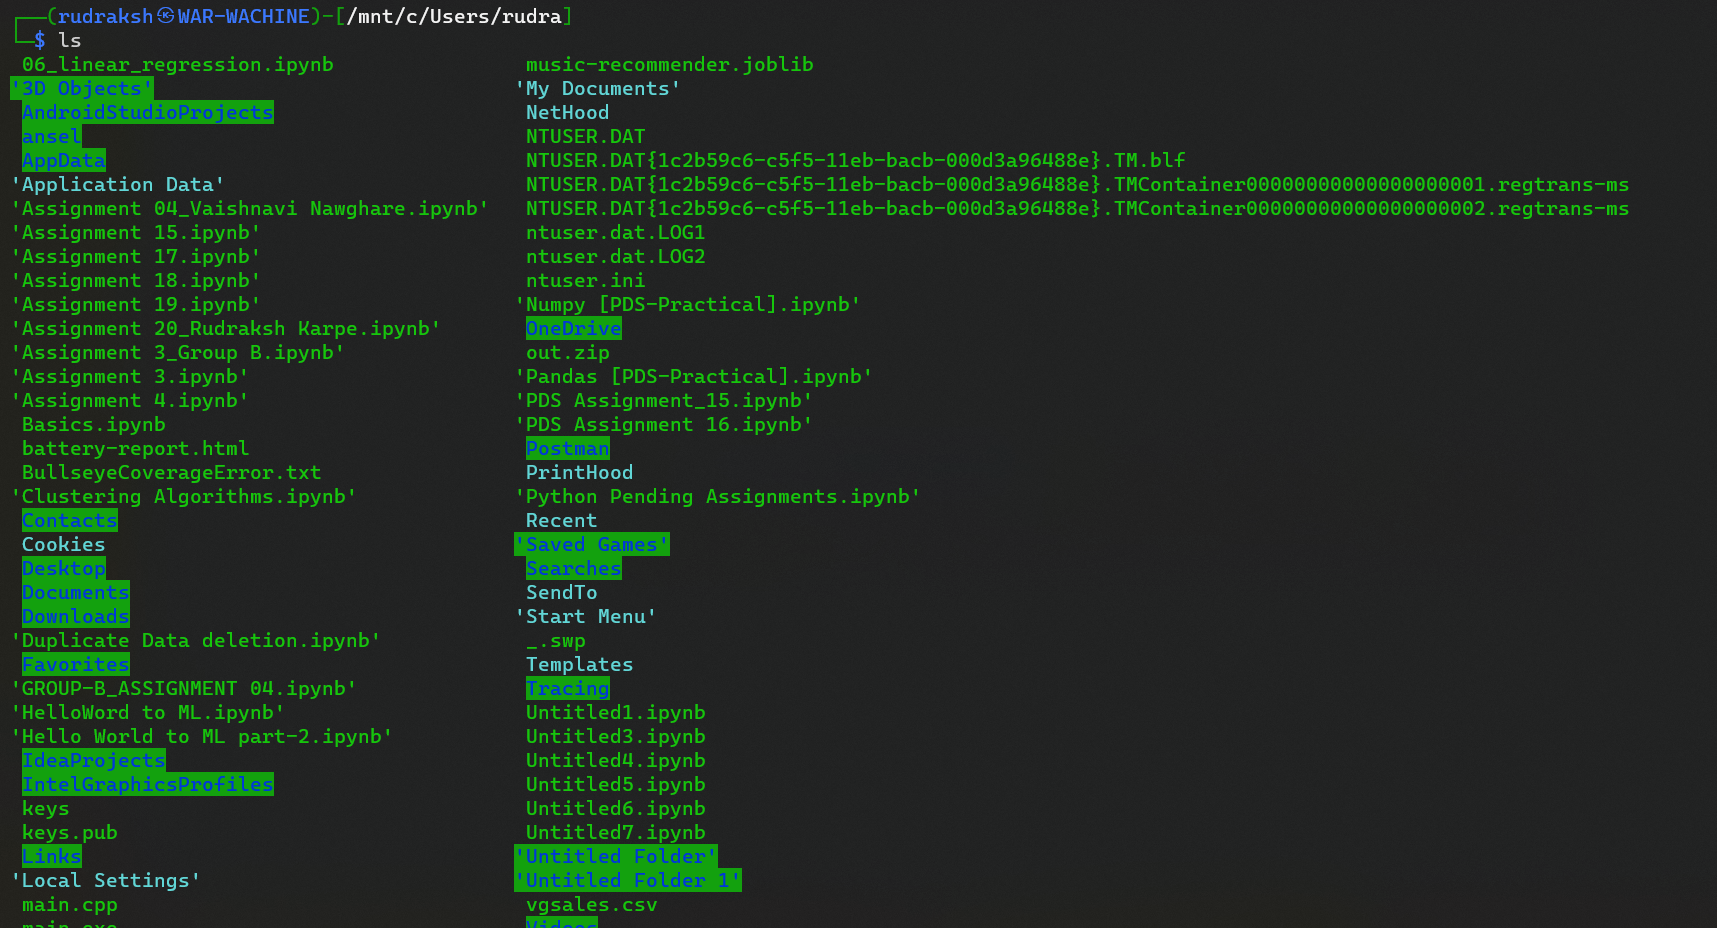 ┌──(rudraksh㉿WAR-WACHINE)-[/mnt/c/Users/rudra]
└─$ ls
06_linear_regression.ipynb music-recommender.joblib
'3D Objects' 'My Documents'
AndroidStudioProjects NetHood
ansel NTUSER.DAT
AppData NTUSER.DAT{1c2b59c6-c5f5-11eb-bacb-000d3a96488e}.TM.blf
'Application Data' NTUSER.DAT{1c2b59c6-c5f5-11eb-bacb-000d3a96488e}.TMContainer00000000000000000001.regtrans-ms
'Assignment 04_Vaishnavi Nawghare.ipynb' NTUSER.DAT{1c2b59c6-c5f5-11eb-bacb-000d3a96488e}.TMContainer00000000000000000002.regtrans-ms
'Assignment 15.ipynb' ntuser.dat.LOG1
'Assignment 17.ipynb' ntuser.dat.LOG2
'Assignment 18.ipynb' ntuser.ini
'Assignment 19.ipynb' 'Numpy [PDS-Practical].ipynb'
'Assignment 20_Rudraksh Karpe.ipynb' OneDrive
'Assignment 3_Group B.ipynb' out.zip
'Assignment 3.ipynb' 'Pandas [PDS-Practical].ipynb'
'Assignment 4.ipynb' 'PDS Assignment_15.ipynb'
Basics.ipynb 'PDS Assignment 16.ipynb'
battery-report.html Postman
BullseyeCoverageError.txt PrintHood
'Clustering Algorithms.ipynb' 'Python Pending Assignments.ipynb'
Contacts Recent
Cookies 'Saved Games'
Desktop Searches
Documents SendTo
Downloads 'Start Menu'
'Duplicate Data deletion.ipynb' _.swp
Favorites Templates
'GROUP-B_ASSIGNMENT 04.ipynb' Tracing
'HelloWord to ML.ipynb' Untitled1.ipynb
'Hello World to ML part-2.ipynb' Untitled3.ipynb
IdeaProjects Untitled4.ipynb
IntelGraphicsProfiles Untitled5.ipynb
keys Untitled6.ipynb
keys.pub Untitled7.ipynb
Links 'Untitled Folder'
'Local Settings' 'Untitled Folder 1'
main.cpp vgsales.csv
main.exe Videos